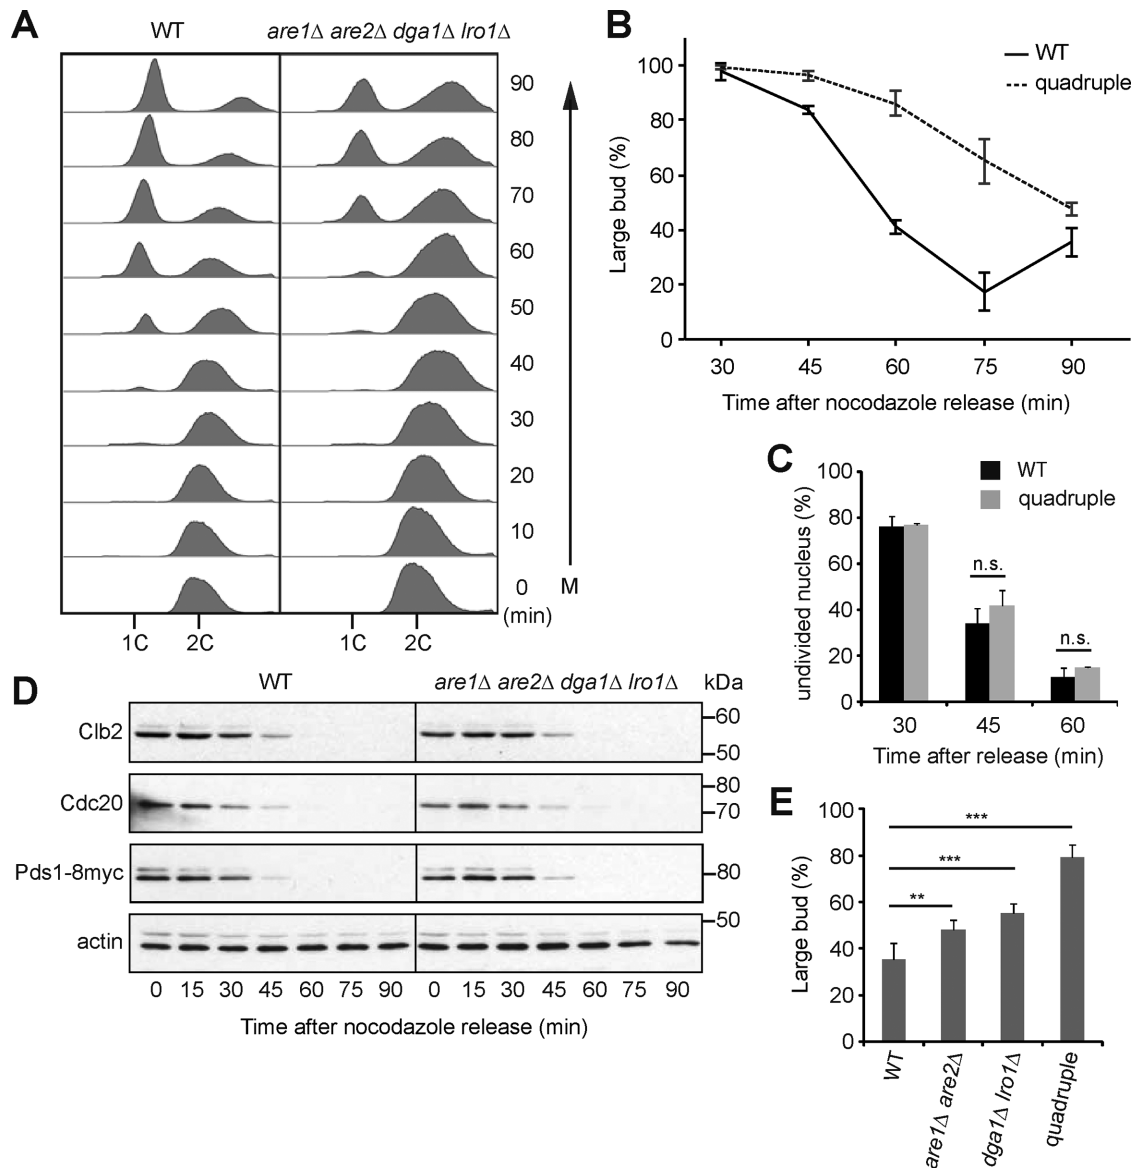 A
WT
are1Δ are2Δ dga1Δ lro1Δ
90
80
70
60
50
40
30
20
10
0
(min)
M
1C
2C
1C
2C
B
WT
quadruple
Large bud (%)
100
80
60
40
20
0
30
45
60
75
90
Time after nocodazole release (min)
C
WT
quadruple
undivided nucleus (%)
100
80
60
40
20
0
n.s.
n.s.
30
45
60
Time after release (min)
D
WT
are1Δ are2Δ dga1Δ lro1Δ
kDa
Clb2
60
50
Cdc20
80
70
Pds1-8myc
80
actin
50
0 15 30 45 60 75 90
0 15 30 45 60 75 90
Time after nocodazole release (min)
E
Large bud (%)
100
80
60
40
20
0
***
***
**
WT
are1Δ are2Δ
dga1Δ lro1Δ
quadruple